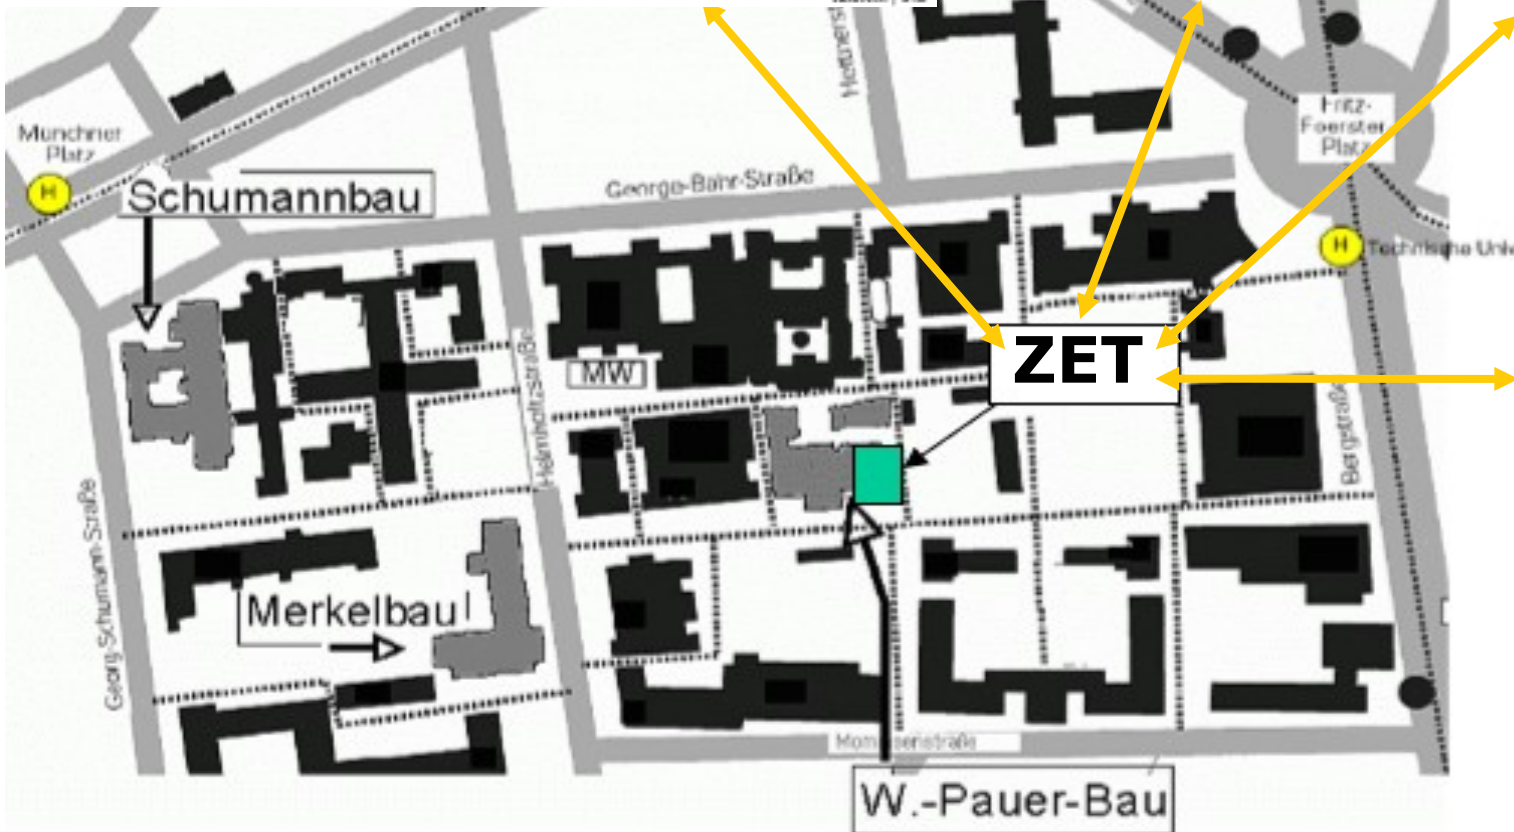 Münchner
Platz
H
Schumannbau
George-Bähr-Straße
Fritz-
Foerster
Platz
H
Technische Univ
ZET
MW
Helmholtzstraße
Bergstraße
Georg-Schumann-Straße
Merkelbau
W.-Pauer-Bau